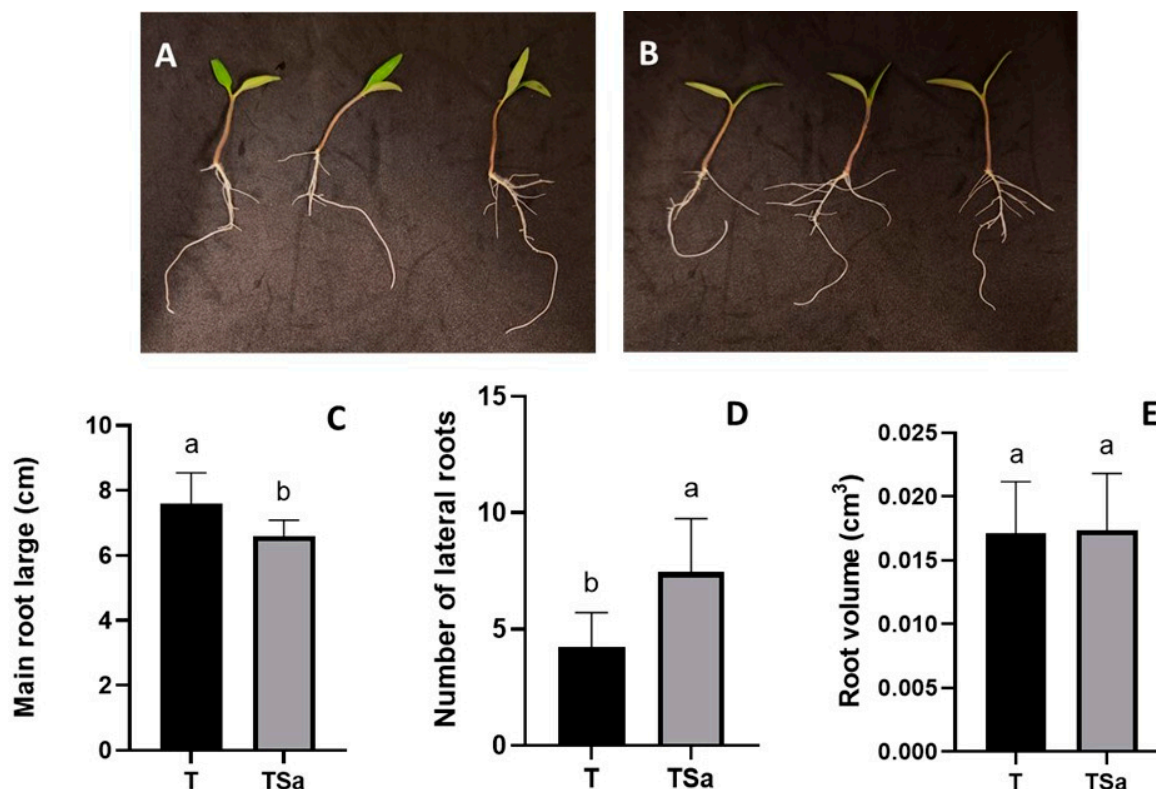 A
B
C
Main root large (cm)
10
8
6
4
2
0
a
b
T
TSa
D
Number of lateral roots
15
10
5
0
b
a
T
TSa
E
Root volume (cm³)
0.025
0.020
0.015
0.010
0.005
0.000
a
a
T
TSa